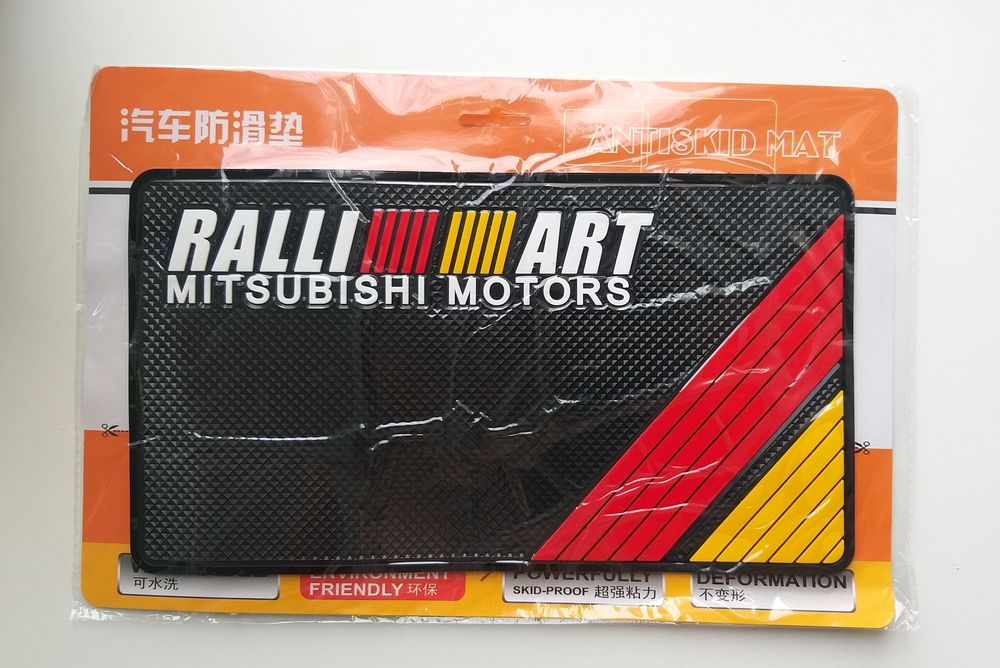 汽车防滑垫
ANTISKID MAT
RALLI ART
MITSUBISHI MOTORS
可水洗
ENVIRONMENT
FRIENDLY 环保
POWERFULLY
SKID-PROOF 超强粘力
DEFORMATION
不变形